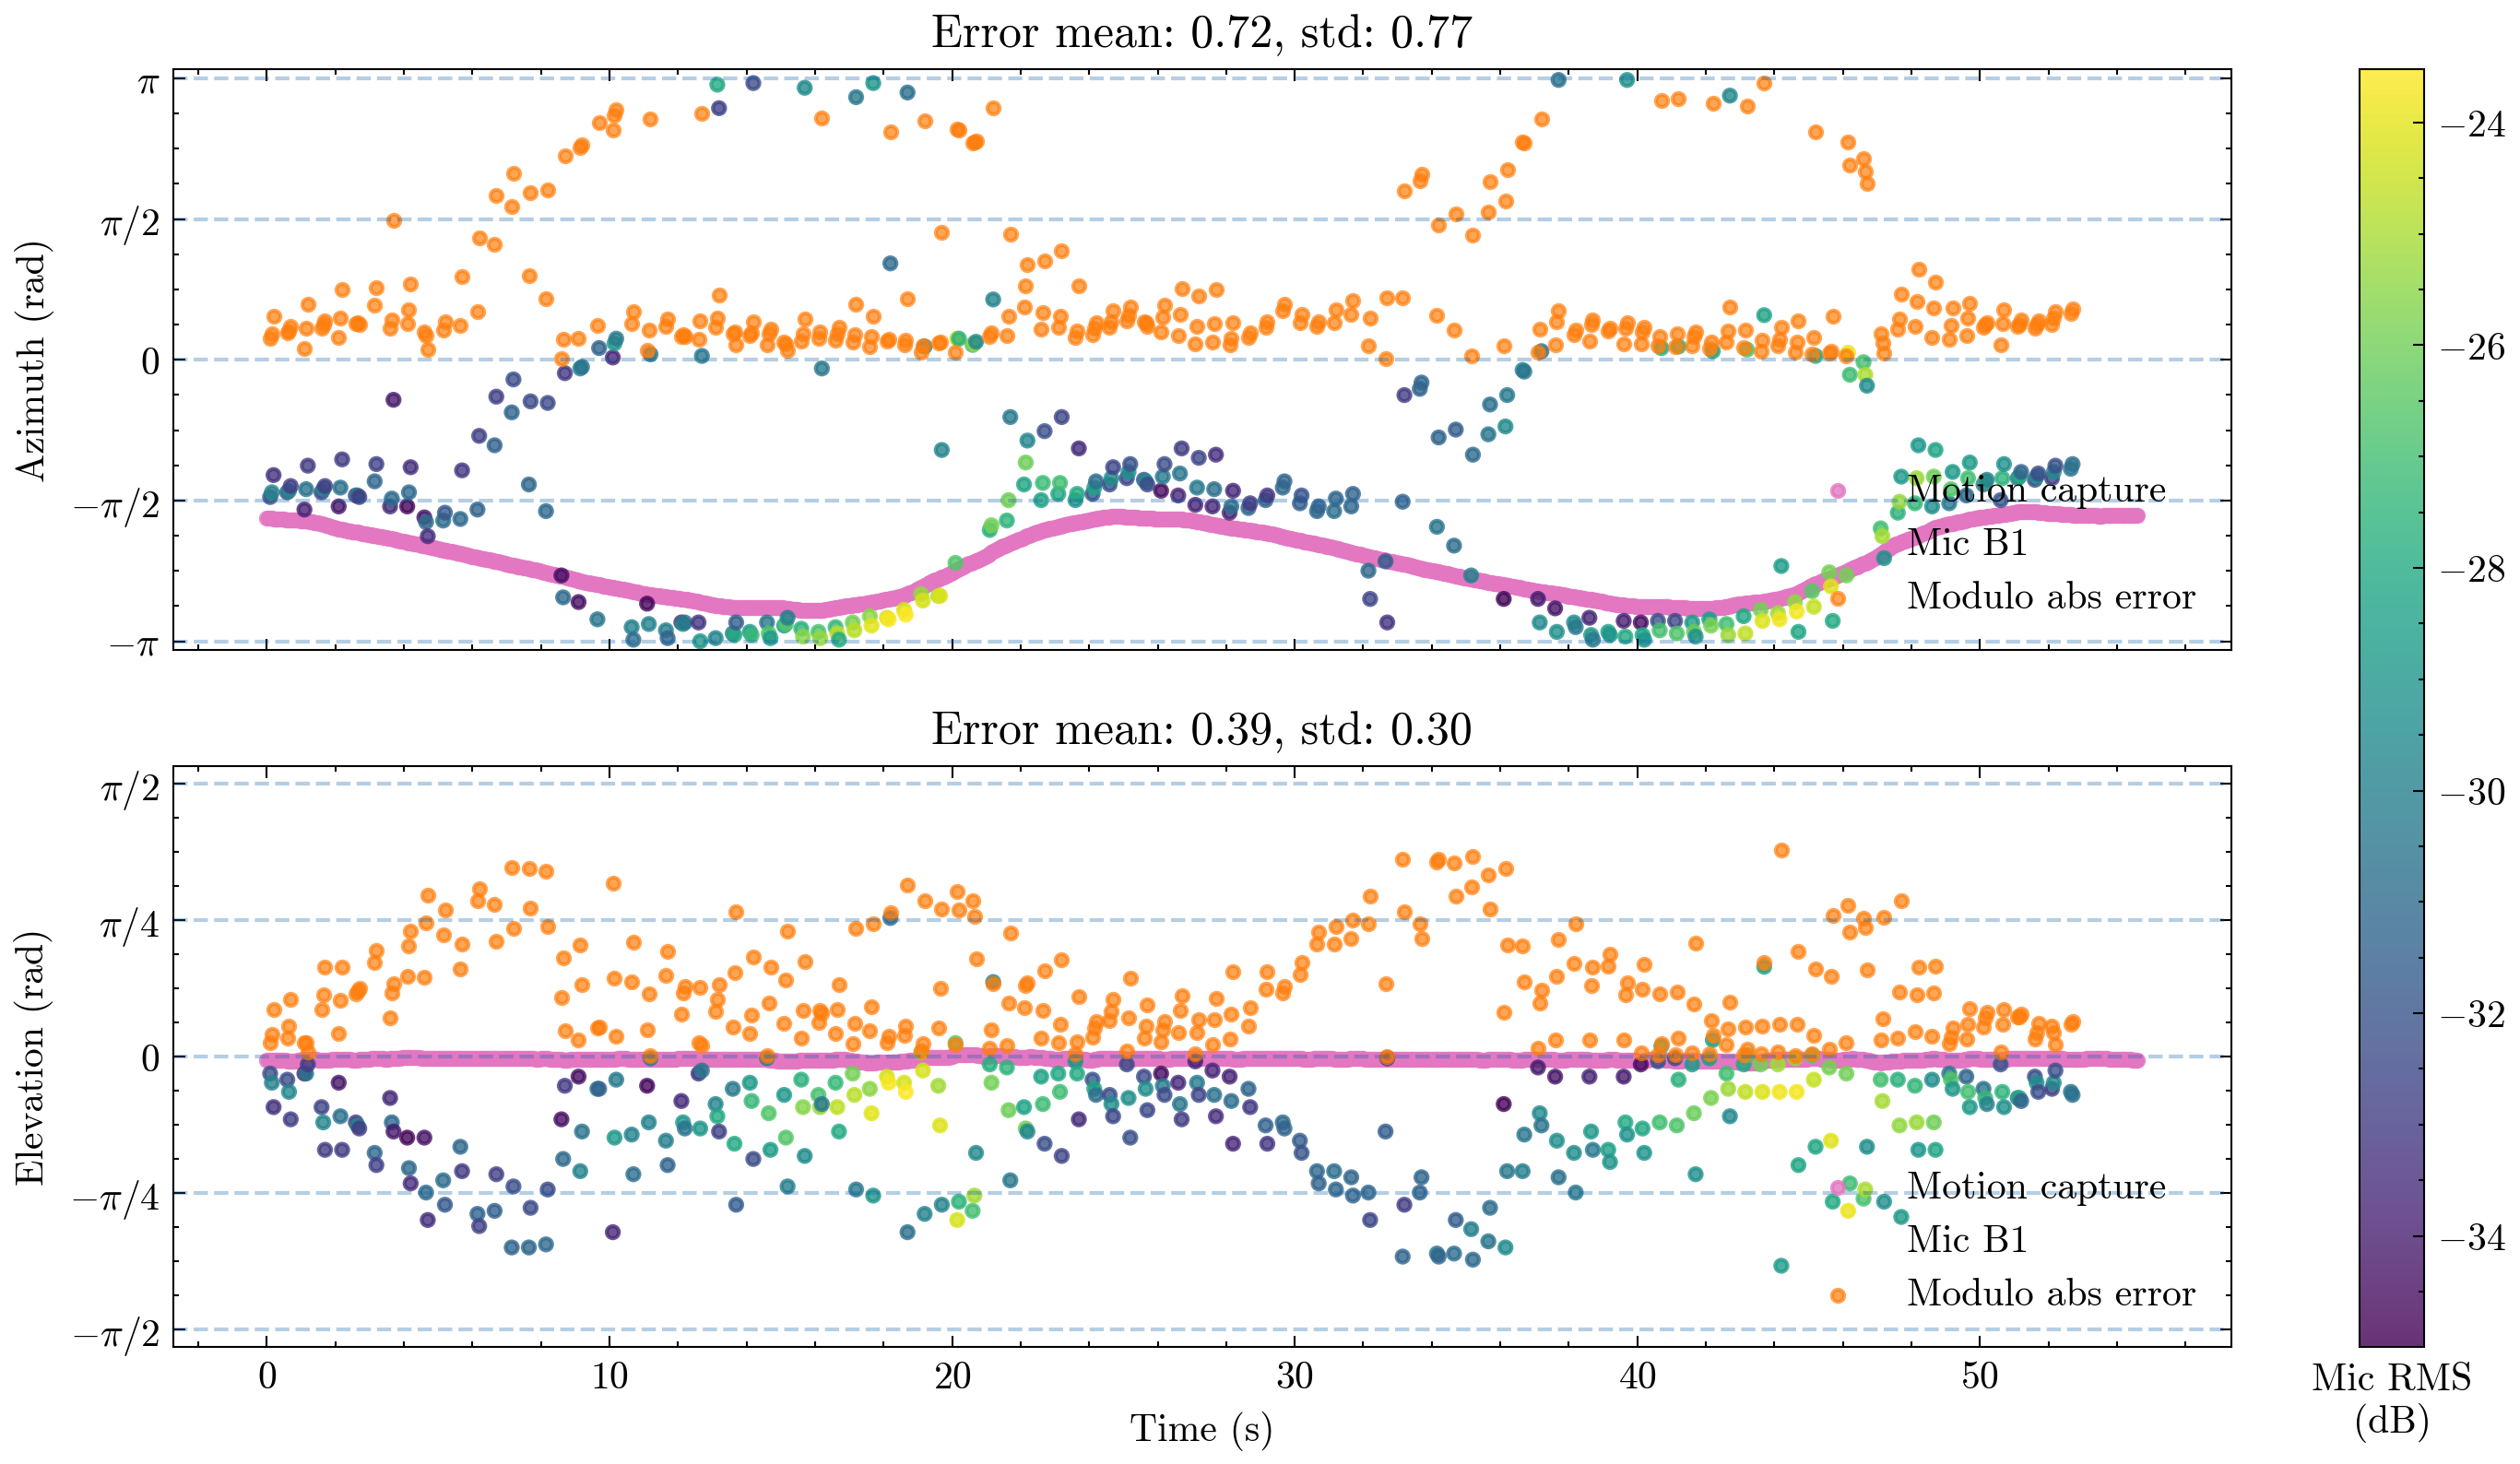 Error mean: 0.72, std: 0.77
π
π/2
0
−π/2
−π
Azimuth (rad)
Motion capture
Mic B1
Modulo abs error
Error mean: 0.39, std: 0.30
π/2
π/4
0
−π/4
−π/2
Elevation (rad)
Motion capture
Mic B1
Modulo abs error
0 10 20 30 40 50
Time (s)
−24
−26
−28
−30
−32
−34
Mic RMS
(dB)